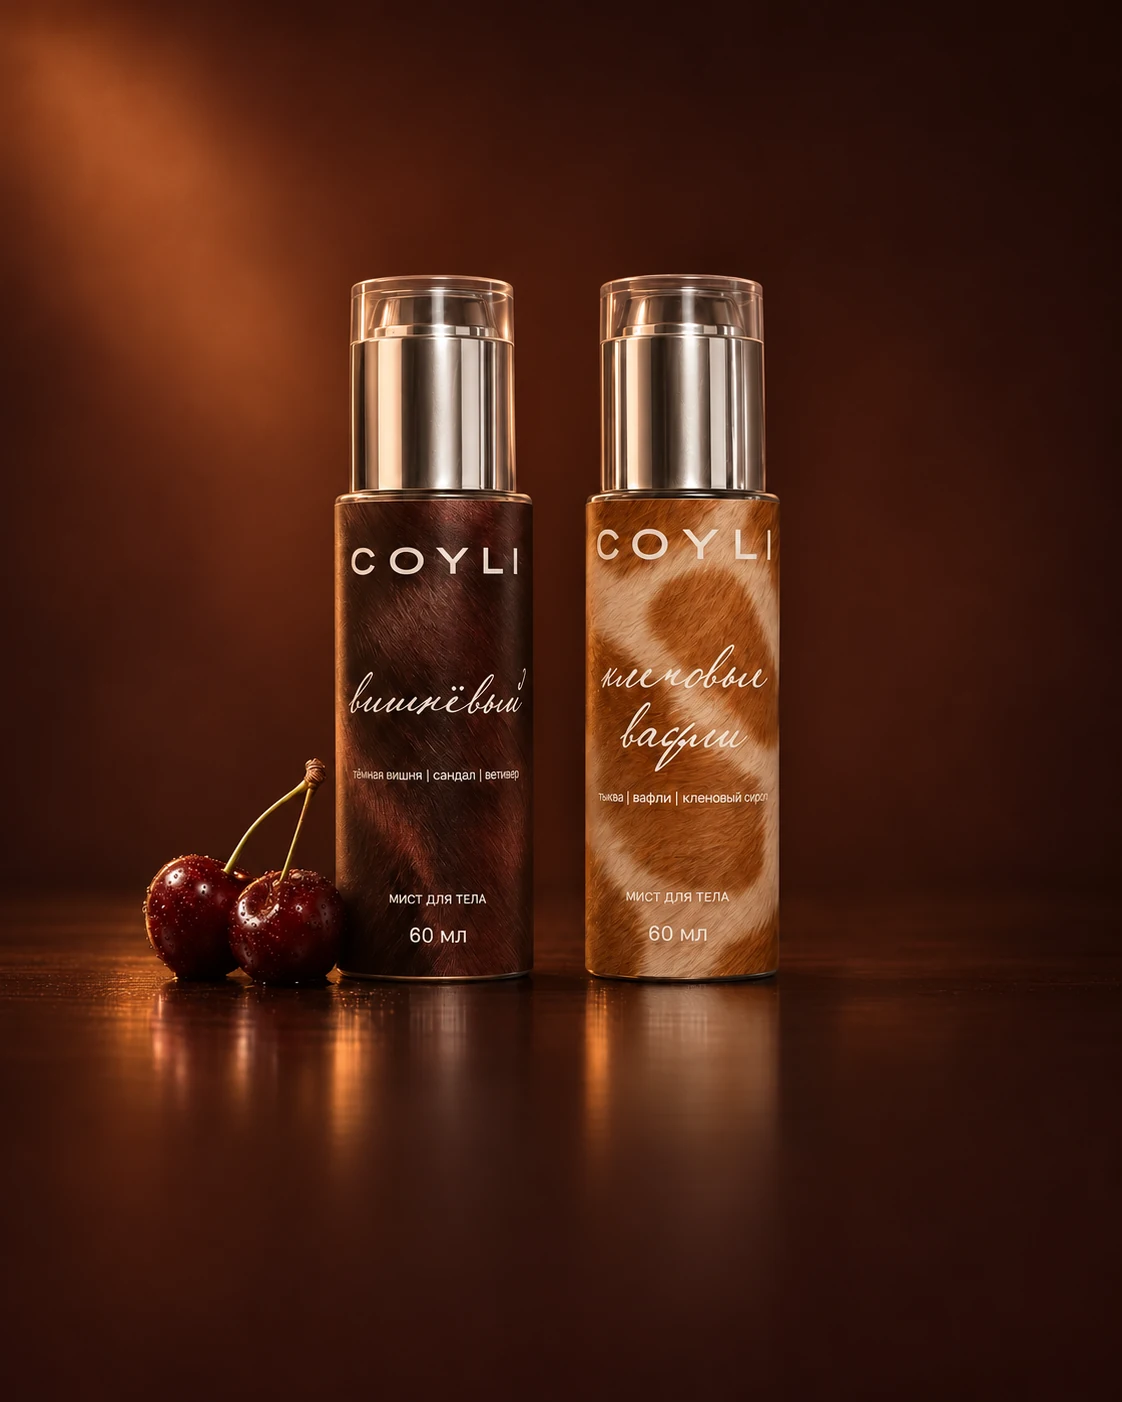 COYLI
вишнёвый
тёмная вишня | сандал | ветивер
МИСТ ДЛЯ ТЕЛА
60 МЛ
COYLI
кленовые
вафли
тыква | вафли | кленовый сироп
МИСТ ДЛЯ ТЕЛА
60 МЛ